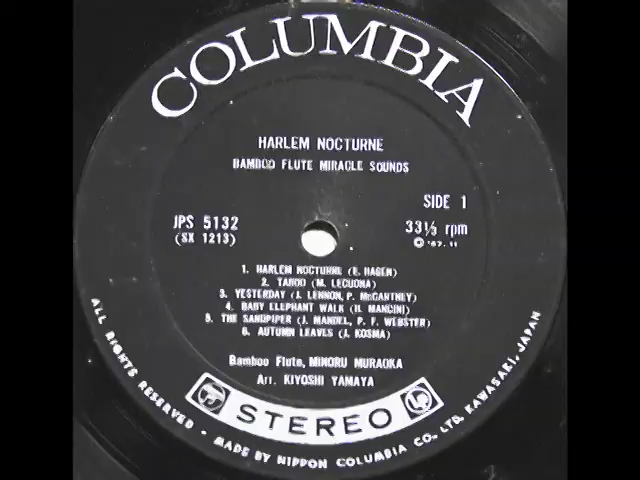 COLUMBIA
HARLEM NOCTURNE
BAMBOO FLUTE MIRACLE SOUNDS
SIDE 1
JPS 5132
(SX 1213)
33⅓ rpm
Ⓟ '67.11
1. HARLEM NOCTURNE (E. HAGEN)
2. TABOO (M. LECUONA)
3. YESTERDAY (J. LENNON, P. McCARTNEY)
4. BABY ELEPHANT WALK (H. MANCINI)
5. THE SANDPIPER (J. MANDEL, P. F. WEBSTER)
6. AUTUMN LEAVES (J. KOSMA)
Bamboo Flute, MINORU MURAOKA
Arr. KIYOSHI YAMAYA
STEREO
ALL RIGHTS RESERVED - MADE BY NIPPON COLUMBIA CO., LTD. KAWASAKI, JAPAN